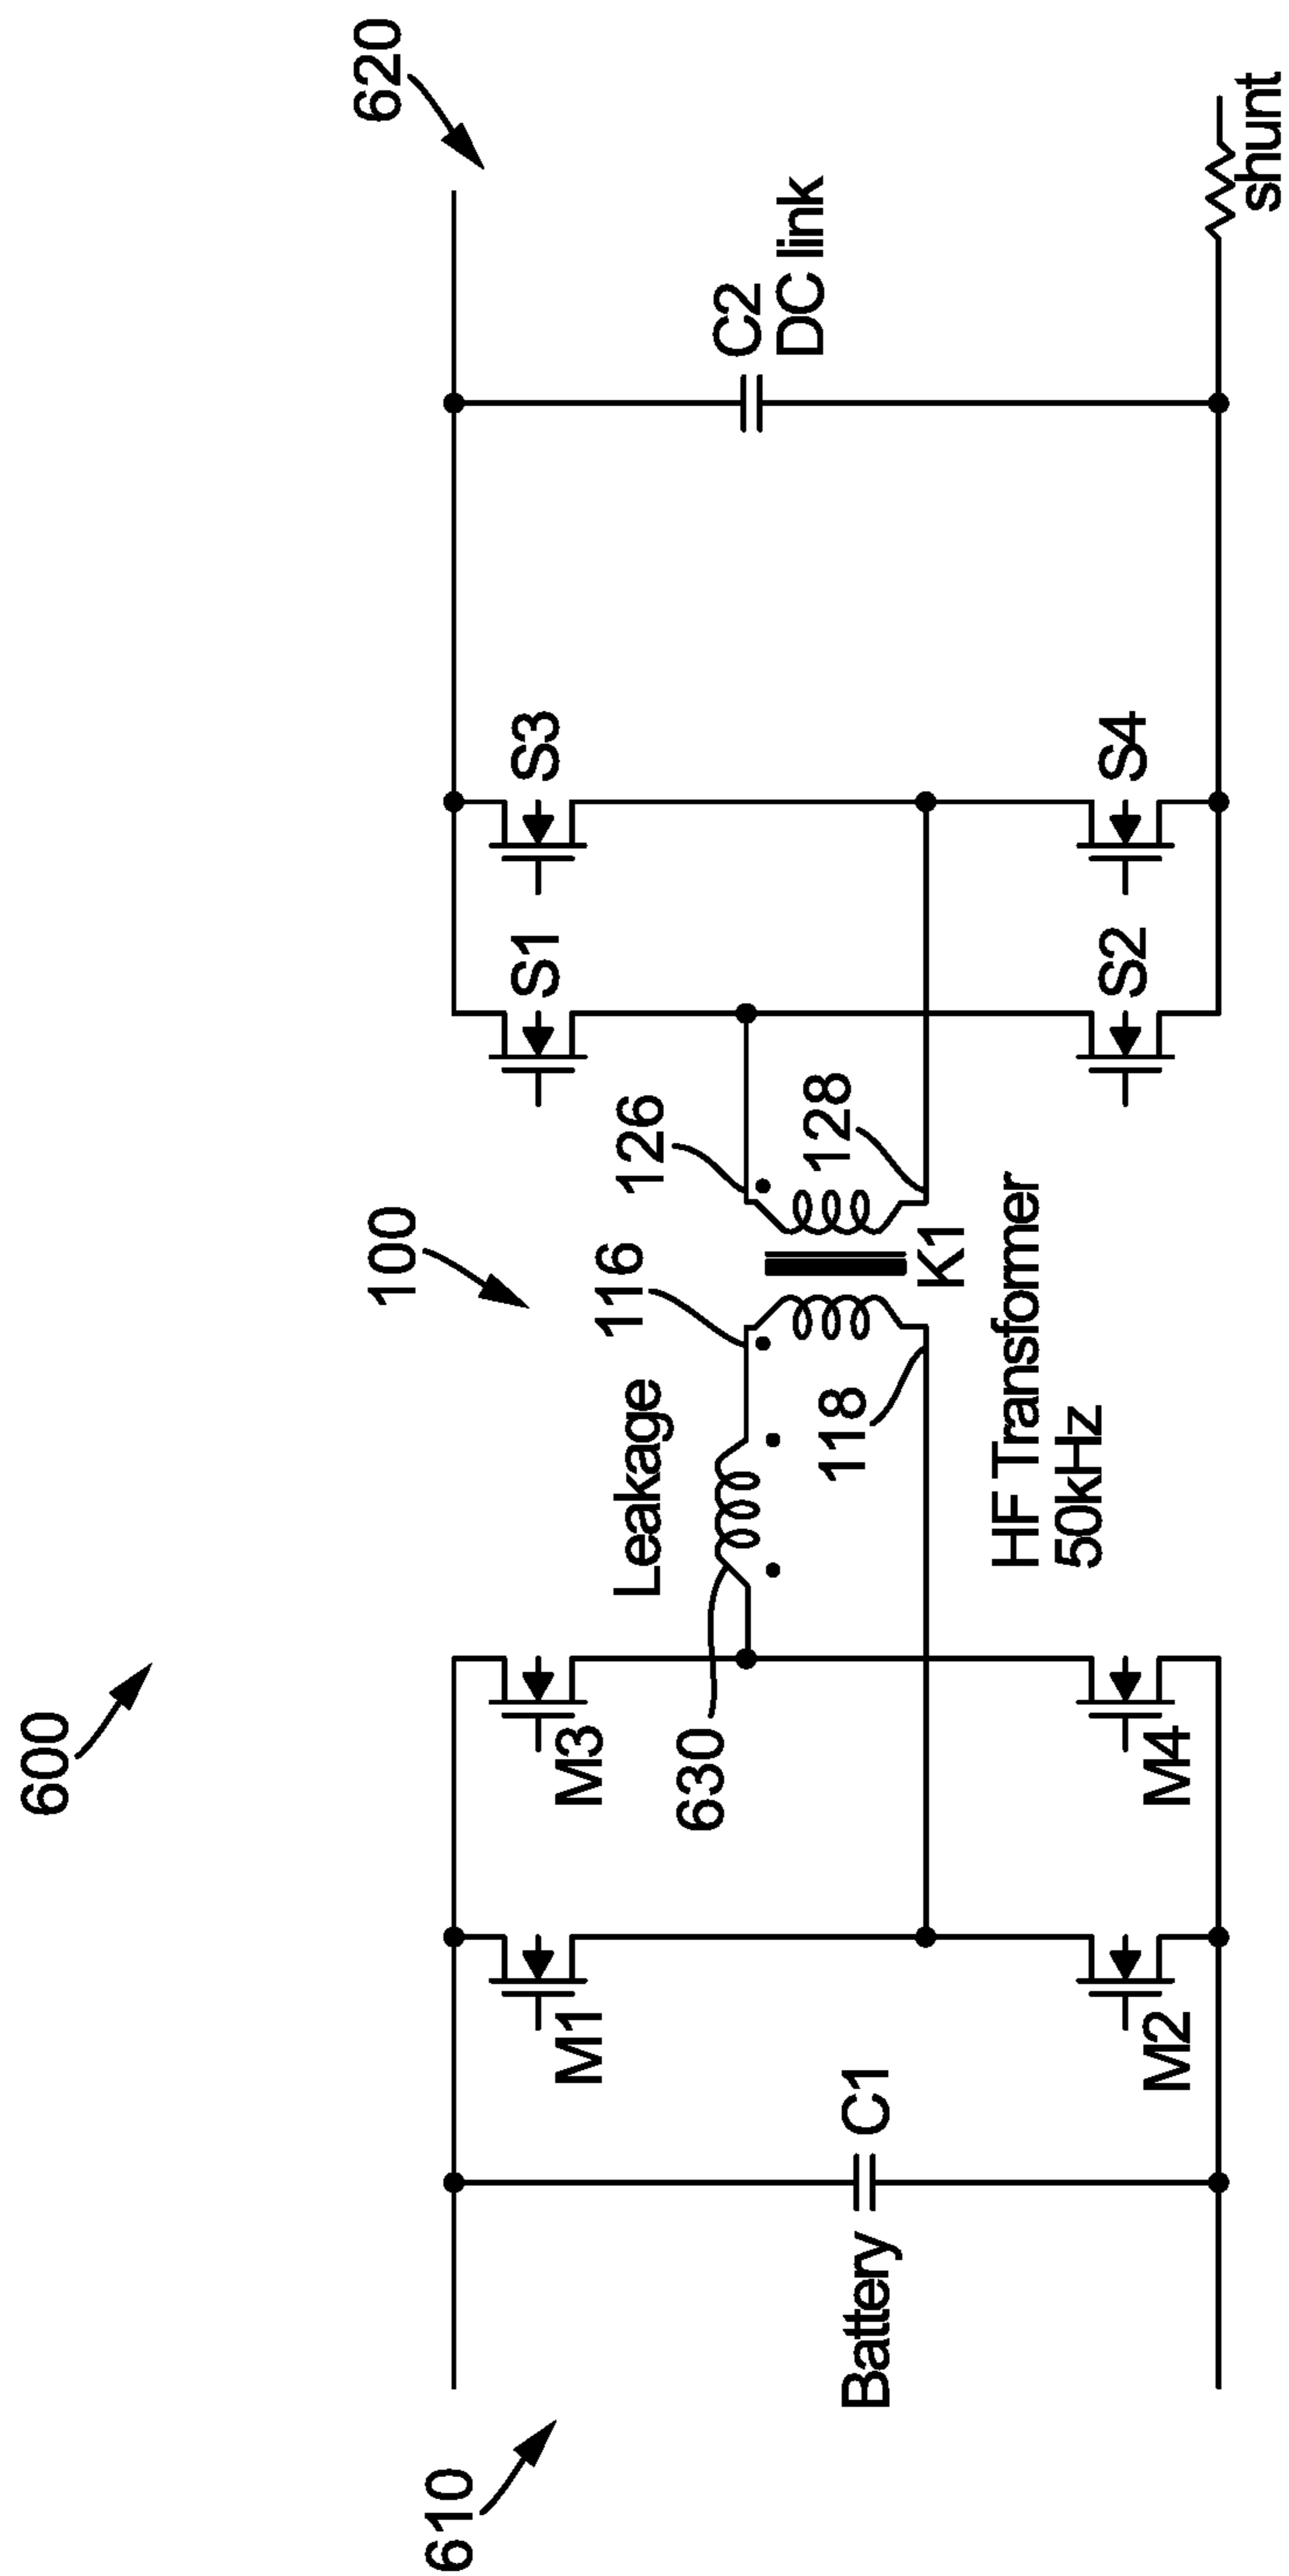 600
610
620
100
Battery
C1
M1
M2
M3
M4
630
Leakage
116
118
126
128
K1
HF Transformer
50kHz
S1
S2
S3
S4
C2
DC link
shunt